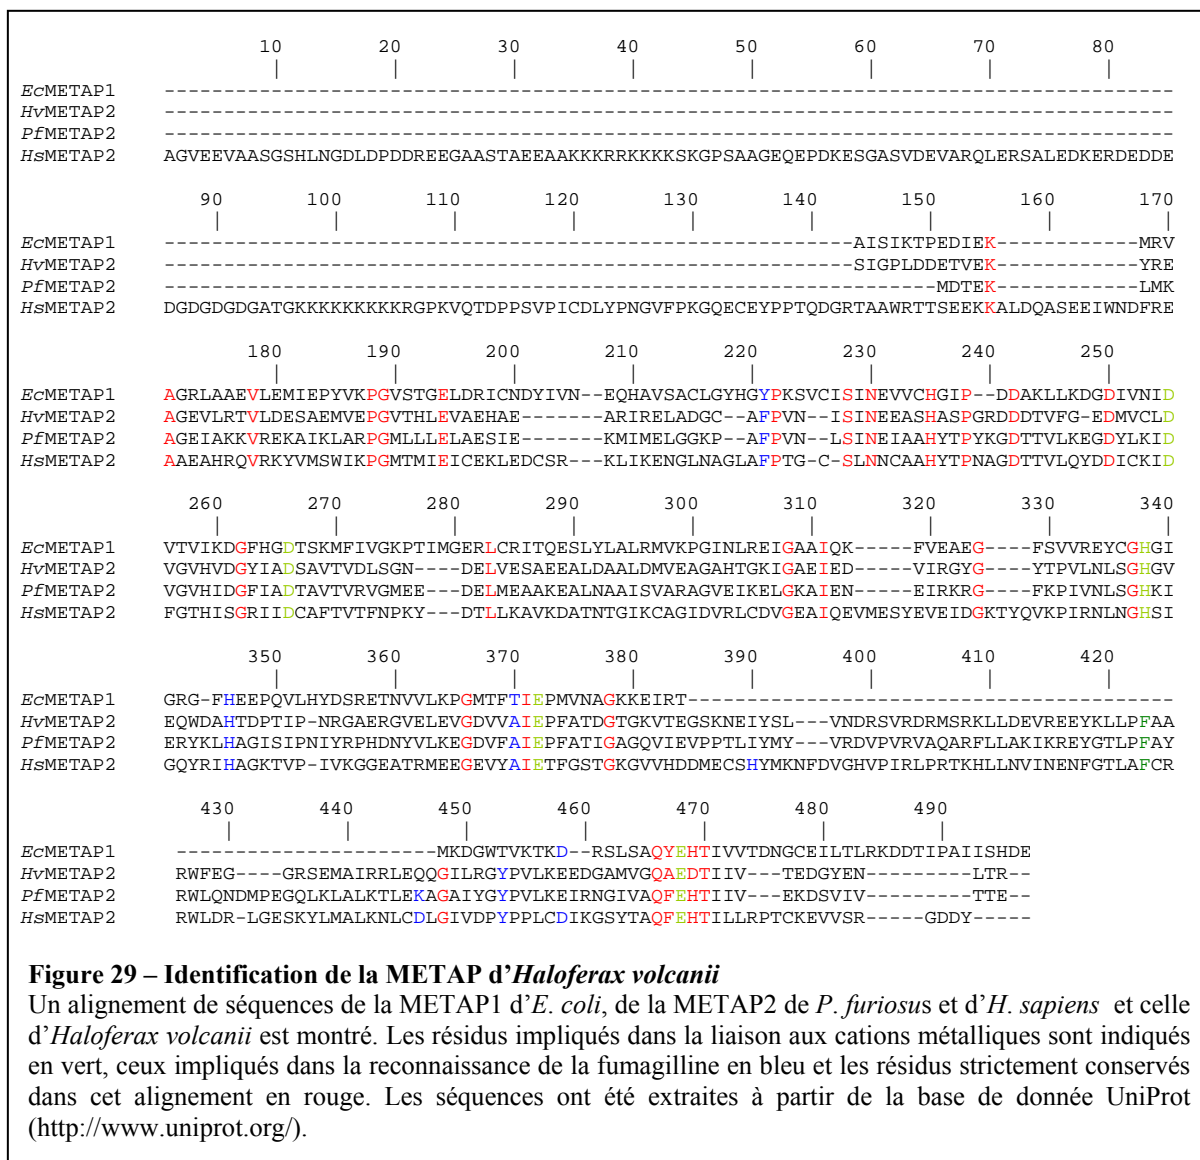 10 20 30 40 50 60 70 80
| | | | | | | |
EcMETAP1 -------------------------------------------------------------------------------------
HvMETAP2 -------------------------------------------------------------------------------------
PfMETAP2 -------------------------------------------------------------------------------------
HsMETAP2 AGVEEVAASGSHLNGDLDPDDREEGAASTAEEAAKKKRRKKKKSKGPSAAGEQEPDKESGASVDEVARQLERSALEDKERDEDDE
90 100 110 120 130 140 150 160 170
| | | | | | | | |
EcMETAP1 ----------------------------------------------------------AISIKTPEDIEK------------MRV
HvMETAP2 ----------------------------------------------------------SIGPLDDETVEK------------YRE
PfMETAP2 -----------------------------------------------------------------MDTEK------------LMK
HsMETAP2 DGDGDGDGATGKKKKKKKKKRGPKVQTDPPSVPICDLYPNGVFPKGQECEYPPTQDGRTAAWRTTSEEKKALDQASEEIWNDFRE
180 190 200 210 220 230 240 250
| | | | | | | |
EcMETAP1 AGRLAAEVLEMIEPYVKPGVSTGELDRICNDYIVN--EQHAVSACLGYHGYPKSVCISINEVVCHGIP--DDAKLLKDGDIVNID
HvMETAP2 AGEVLRTVLDESAEMVEPGVTHLEVAEHAE-----ARIRELADGC-AFPVN-ISINEEASHASPGRDDDTVFG-EDMVCLD
PfMETAP2 AGEIAKKVREKAIKLARPGMLLLELAESIE-----KMIMELGGKP-AFPVN-LSINEIAAHYTPYKGDTTVLKEGDYLKID
HsMETAP2 AAEAHRQVRKYVMSWIKPGMTMIEICEKLEDCSR---KLIKENGLNAGLAFPTG-C-SLNNCAAHYTPNAGDTTVLQYDDICKID
260 270 280 290 300 310 320 330 340
| | | | | | | | |
EcMETAP1 VTVIKDGFHGDTSKMFIVGKPTIMGERLCRITQESLYLALRMVKPGINLREIGAAIQK-----FVEAEG----FSVVREYCGHGI
HvMETAP2 VGVHVDGYIADSAVTVDLSGN----DELVESAEEALDAALDMVEAGAHTGKIGAEIED-----VIRGYG----YTPVLNLSGHGV
PfMETAP2 VGVHIDGFIADTAVTVRVGMEE---DELMEAAKEALNAAISVARAGVEIKELGKAIEN-----EIRKRG----FKPIVNLSGHKI
HsMETAP2 FGTHISGRIIDCAFTVTFNPKY---DTLLKAVKDATNTGIKCAGIDVRLCDVGEAIQEVMESYEVEIDGKTYQVKPIRNLNGHSI
350 360 370 380 390 400 410 420
| | | | | | | |
EcMETAP1 GRG-FHEEPQVLHYDSRETNVVLKPGMTFTIEPMVNAGKKEIRT-----------------------------------------
HvMETAP2 EQWDAHTDPTIP-NRGAERGVELEVGDVVAIEPFATDGTGKVTEGSKNEIYSL---VNDRSVRDRMSRKLLDEVREEYKLLPFAA
PfMETAP2 ERYKLHAGISIPNIYRPHDNYVLKEGDVFAIEPFATIGAGQVIEVPPTLIYMY---VRDVPVRVAQARFLLAKIKREYGTLPFAY
HsMETAP2 GQYRIHAGKTVP-IVKGGEATRMEEGEVYAIETFGSTGKGVVHDDMECSHYMKNFDVGHVPIRLPRTKHLLNVINENFGTLAFCR
430 440 450 460 470 480 490
| | | | | | |
EcMETAP1 ----------------------MKDGWTVKTKD--RSLSAQYEHTIVVTDNGCEILTLRKDDTIPAIISHDE
HvMETAP2 RWFEG---GRSEMAIRRLEQQGILRGYPVLKEEDGAMVGQAEDTIIV---TEDGYEN---------LTR--
PfMETAP2 RWLQNDMPEGQLKLALKTLEKAGAIYGYPVLKEIRNGIVAQFEHTIIV---EKDSVIV---------TTE-
HsMETAP2 RWLDR-LGESKYLMALKNLCDLGIVDPYPPLCDIKGSYTAQFEHTILLRPTCKEVVSR-----GDDY-----
Figure 29 – Identification de la METAP d’Haloferax volcanii
Un alignement de séquences de la METAP1 d’E. coli, de la METAP2 de P. furiosus et d’H. sapiens et celle
d’Haloferax volcanii est montré. Les résidus impliqués dans la liaison aux cations métalliques sont indiqués
en vert, ceux impliqués dans la reconnaissance de la fumagilline en bleu et les résidus strictement conservés
dans cet alignement en rouge. Les séquences ont été extraites à partir de la base de donnée UniProt
(http://www.uniprot.org/).